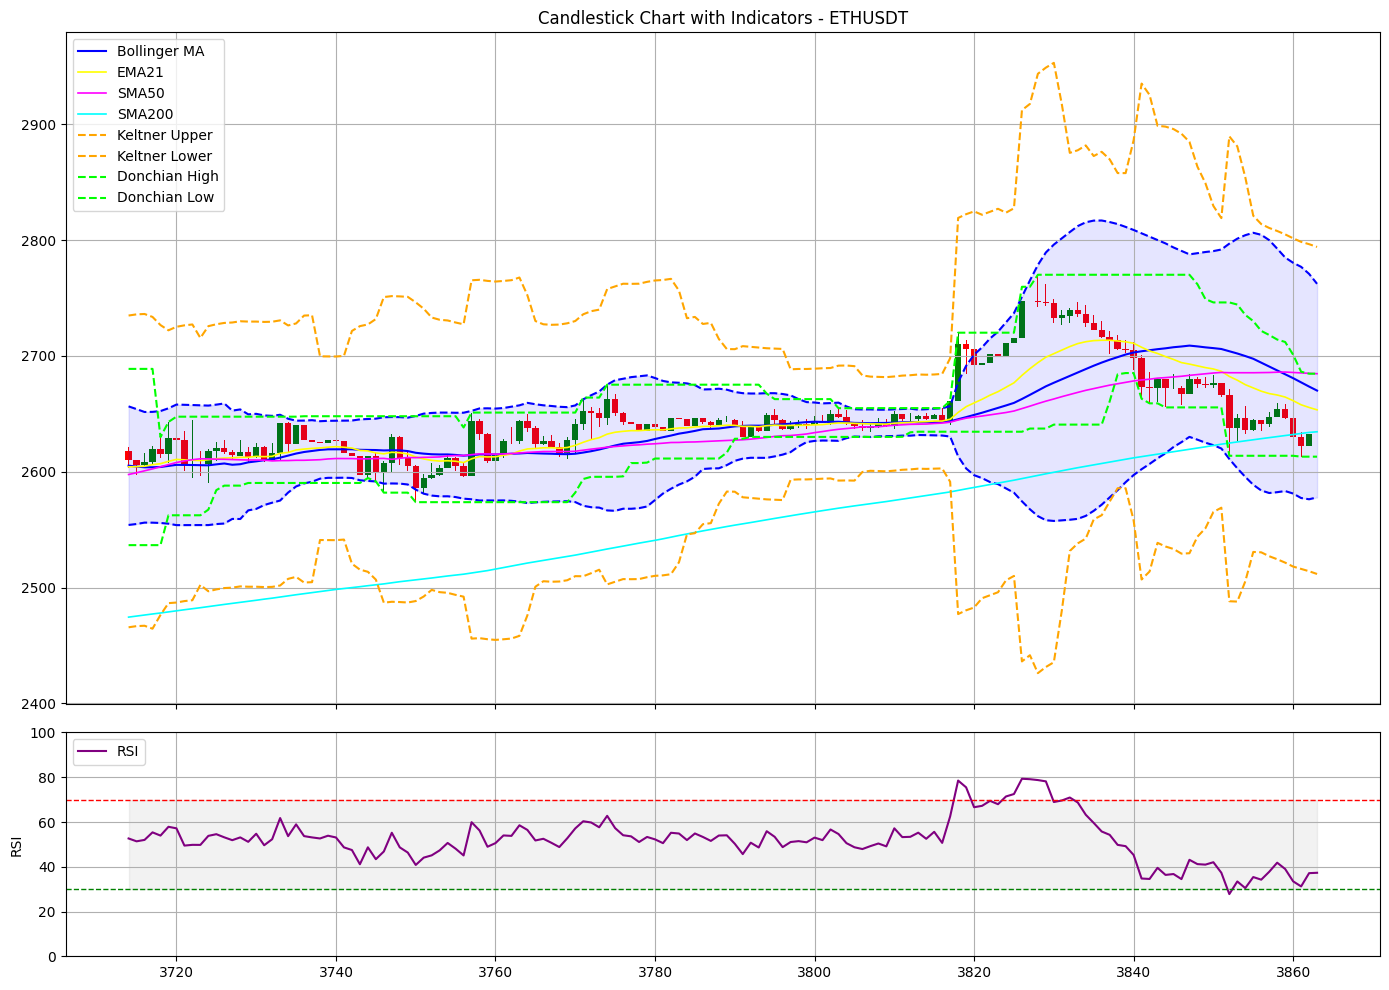 Candlestick Chart with Indicators - ETHUSDT
Bollinger MA
EMA21
SMA50
SMA200
Keltner Upper
Keltner Lower
Donchian High
Donchian Low
2900
2800
2700
2600
2500
2400
RSI
100
80
60
40
20
0
RSI
3720 3740 3760 3780 3800 3820 3840 3860